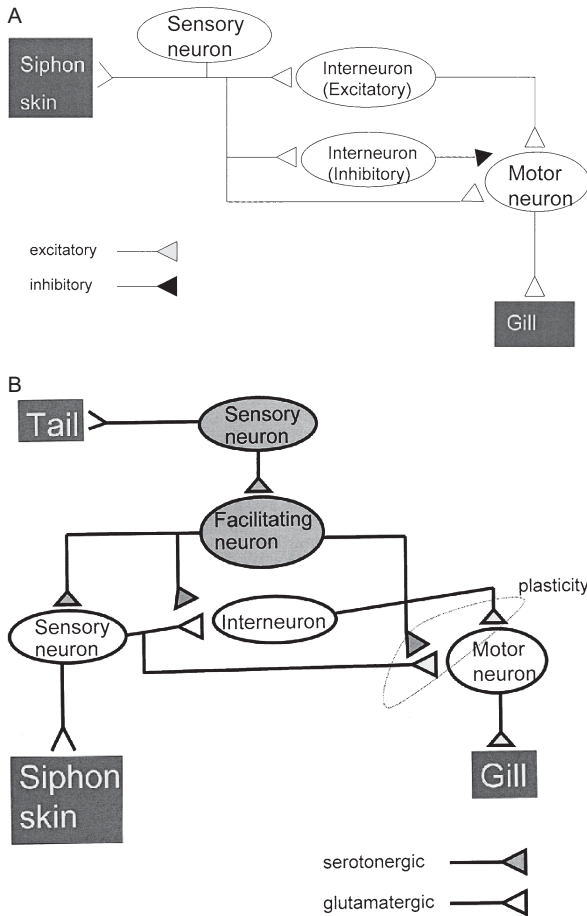 A
Sensory
neuron
Siphon
skin
Interneuron
(Excitatory)
Interneuron
(Inhibitory)
Motor
neuron
excitatory
inhibitory
Gill
B
Tail
Sensory
neuron
Facilitating
neuron
plasticity
Sensory
neuron
Interneuron
Motor
neuron
Siphon
skin
Gill
serotonergic
glutamatergic